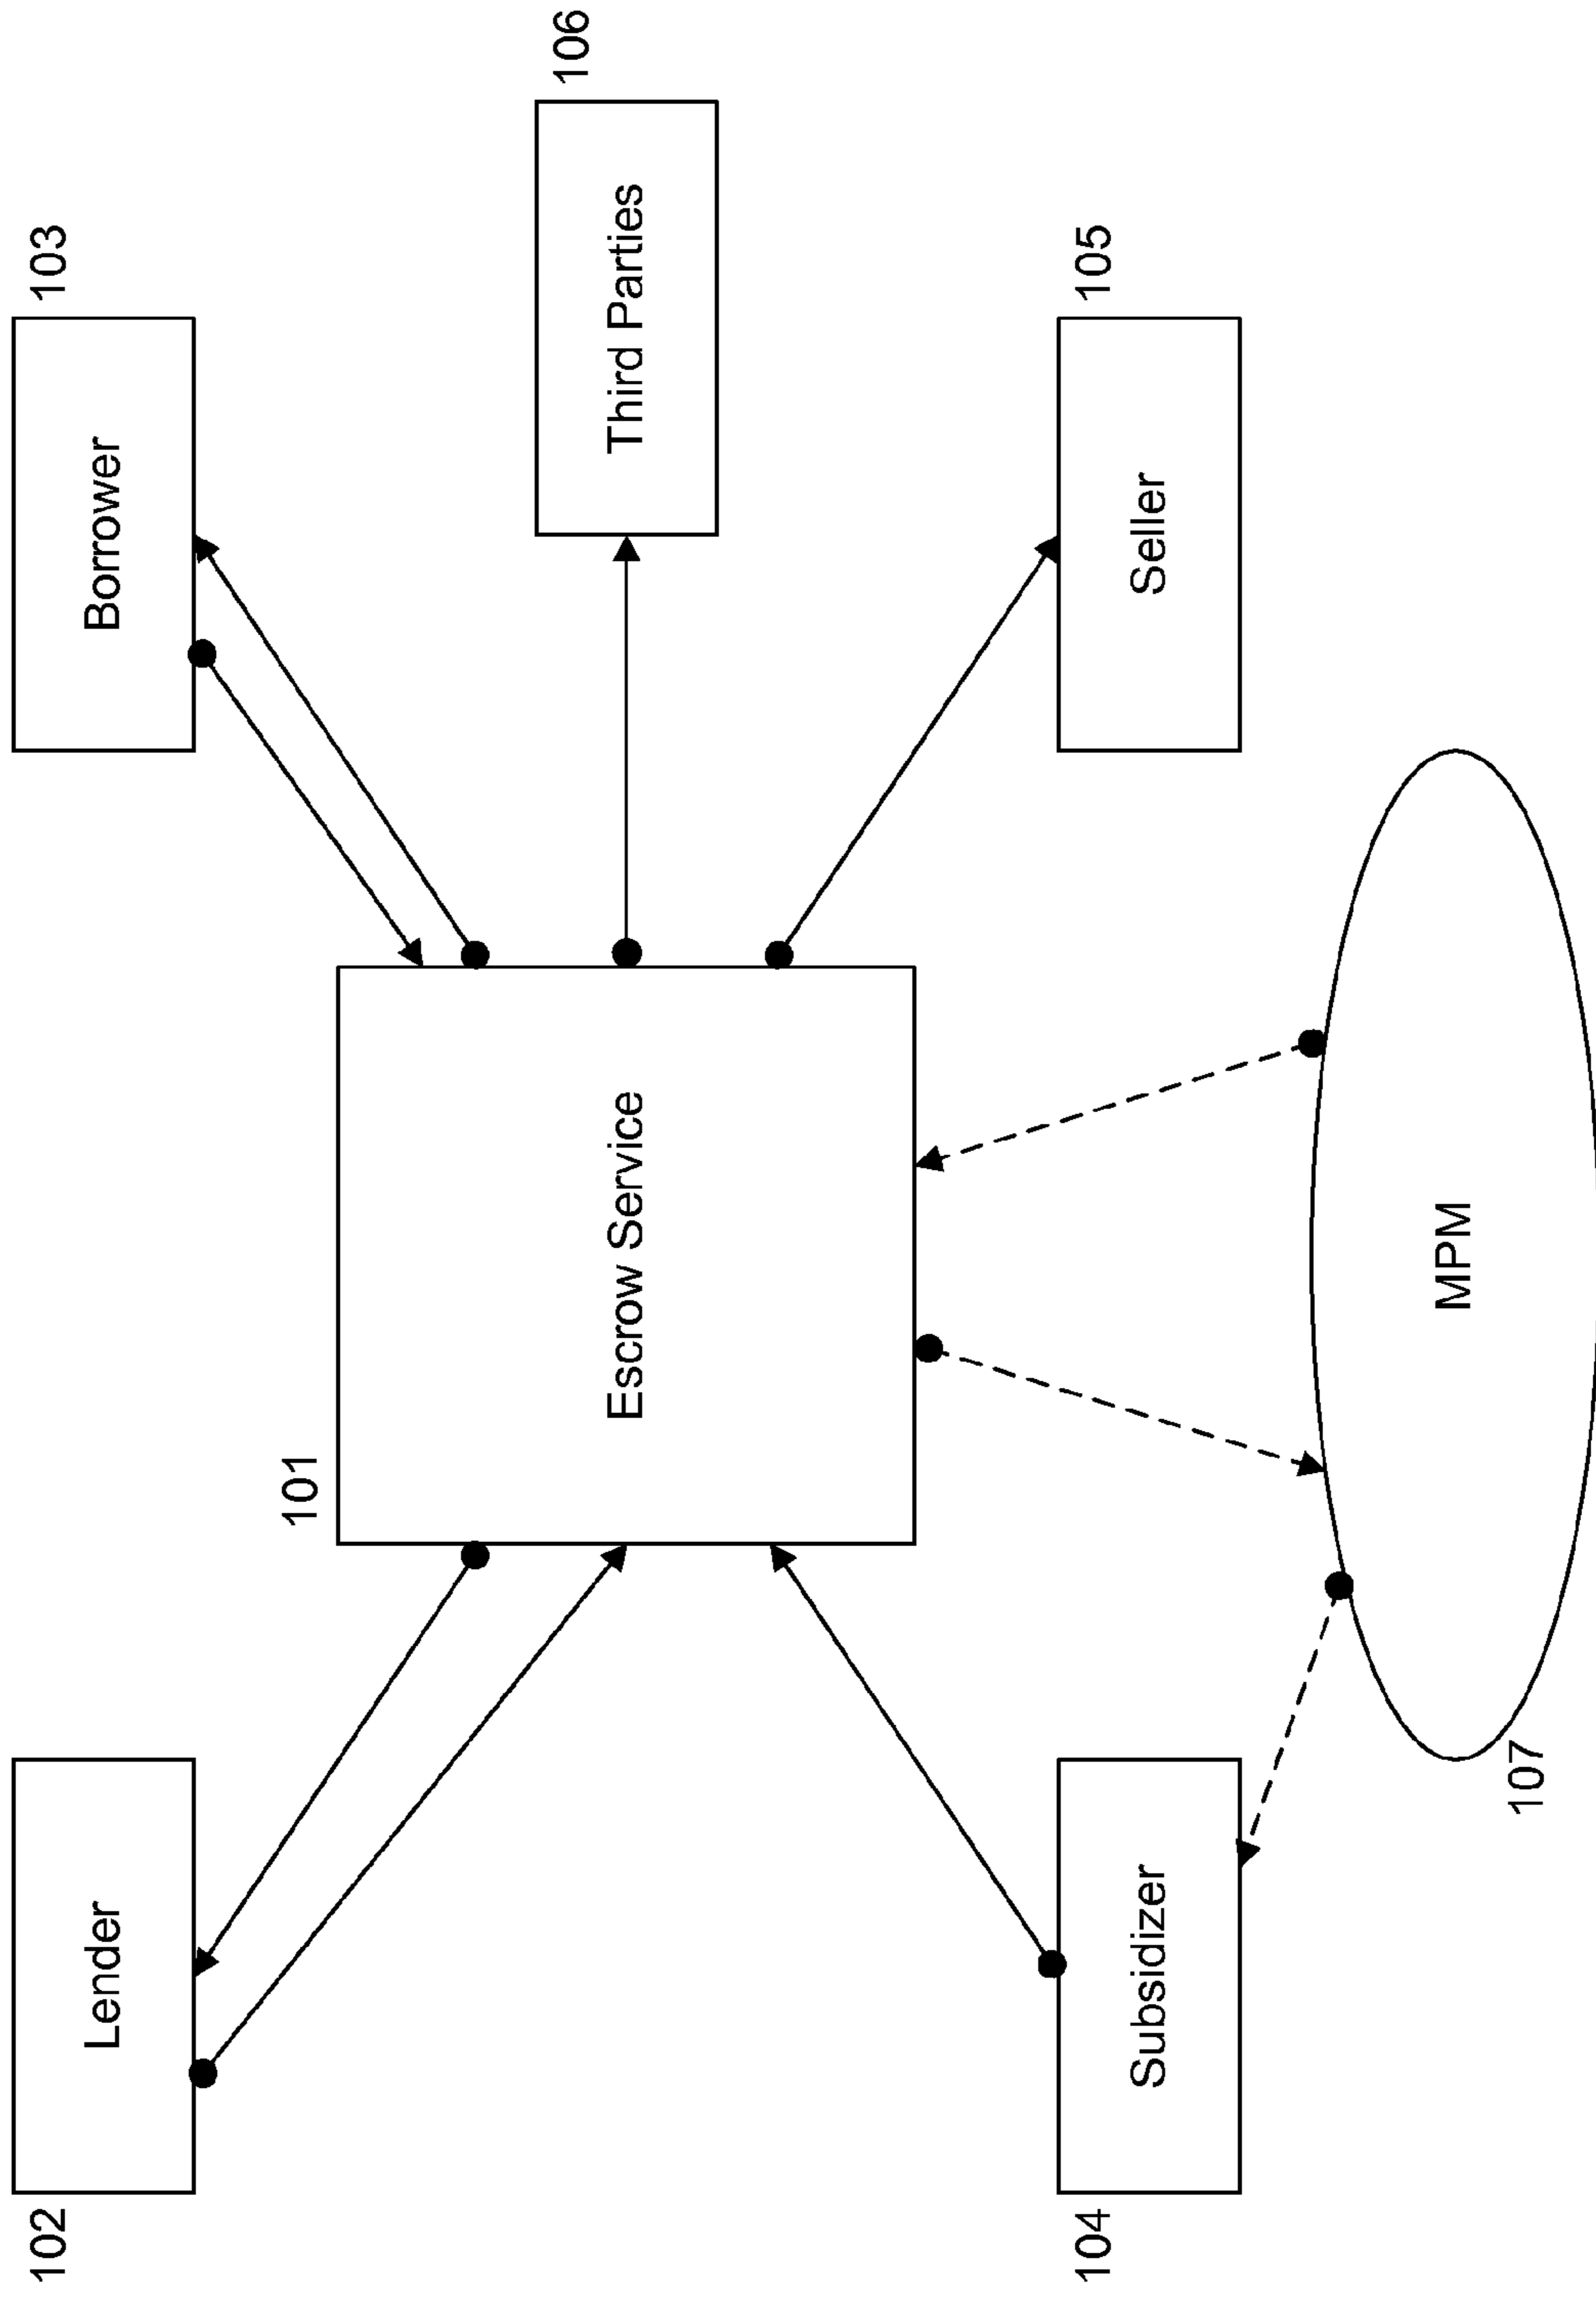 102
Lender
Borrower
103
101
Escrow Service
Third Parties
106
104
Subsidizer
Seller
105
107
MPM